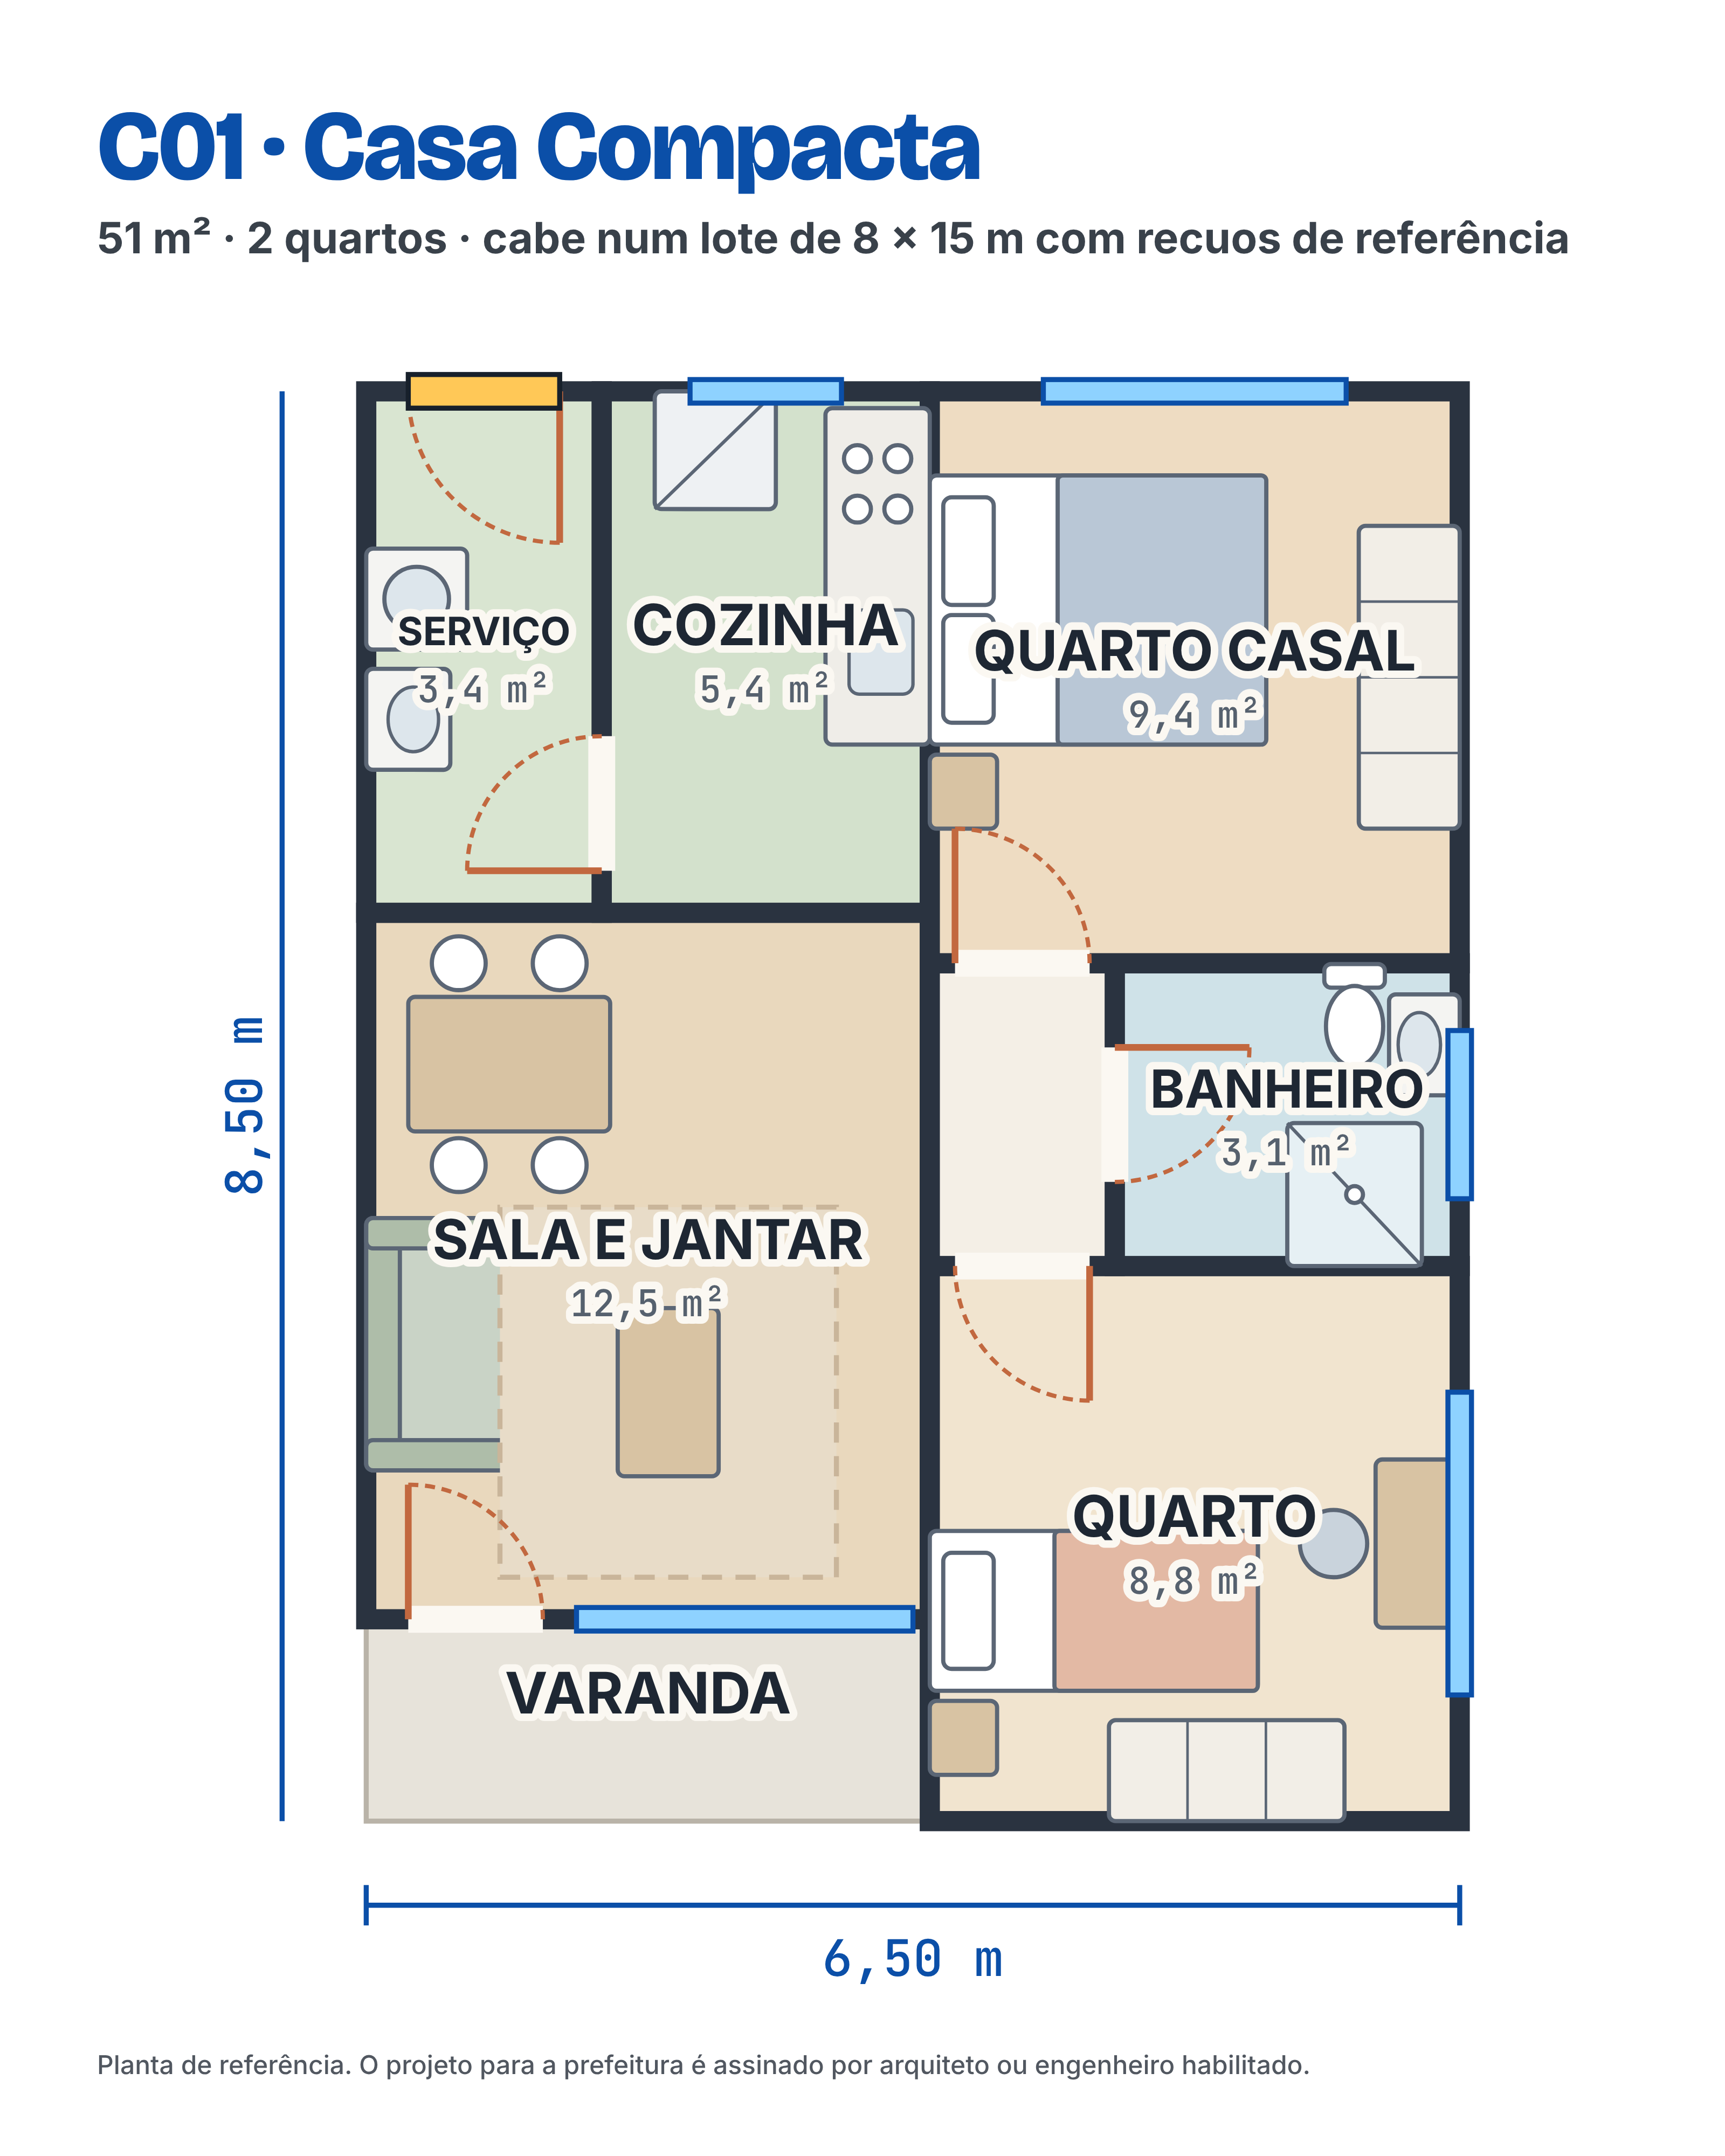 C01 · Casa Compacta
51 m² · 2 quartos · cabe num lote de 8 × 15 m com recuos de referência
SERVIÇO
3,4 m²
COZINHA
5,4 m²
QUARTO CASAL
9,4 m²
BANHEIRO
3,1 m²
SALA E JANTAR
12,5 m²
8,50 m
QUARTO
8,8 m²
VARANDA
6,50 m
Planta de referência. O projeto para a prefeitura é assinado por arquiteto ou engenheiro habilitado.